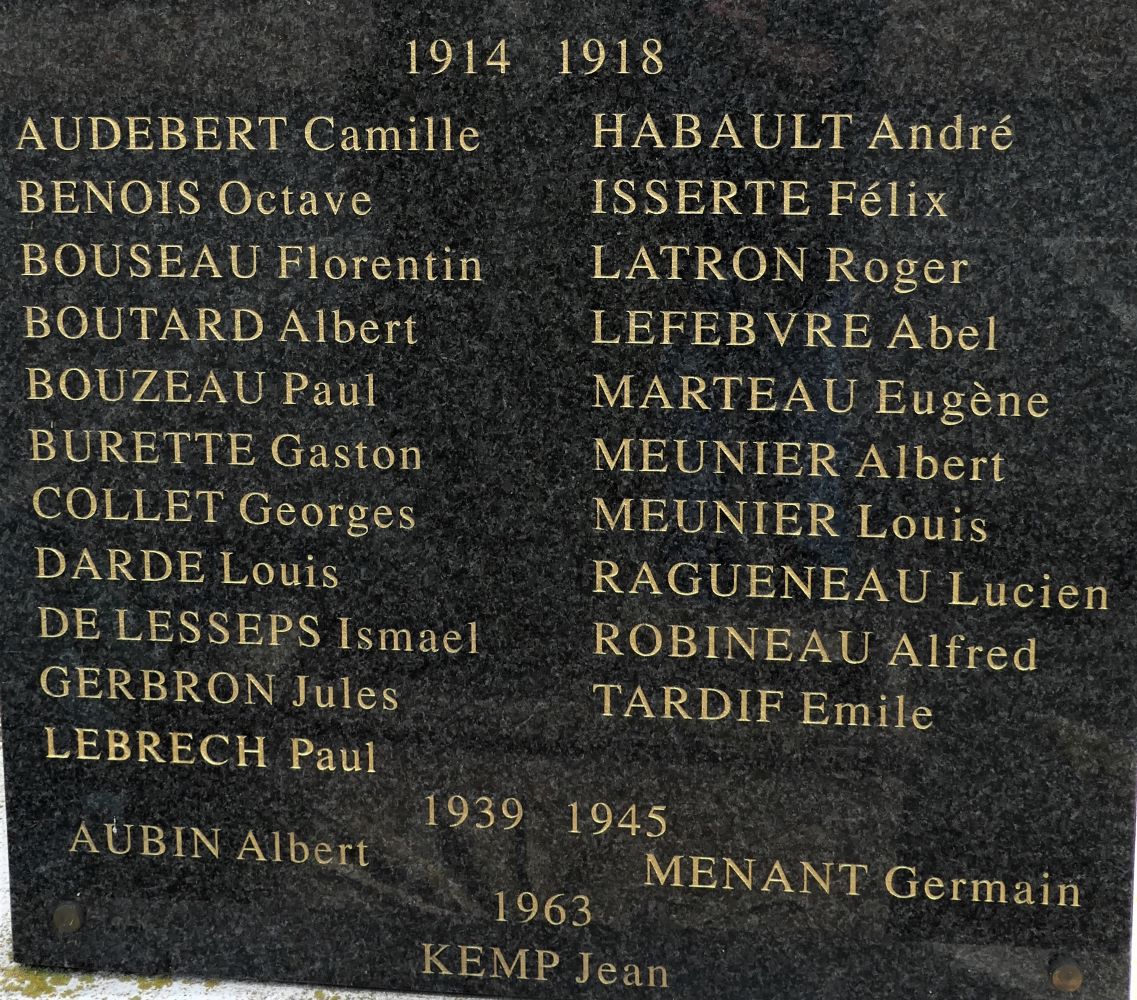 1914 1918
AUDEBERT Camille
BENOIS Octave
BOUSEAU Florentin
BOUTARD Albert
BOUZEAU Paul
BURETTE Gaston
COLLET Georges
DARDE Louis
DE LESSEPS Ismael
GERBRON Jules
LEBRECH Paul
HABAULT André
ISSERTE Félix
LATRON Roger
LEFEBVRE Abel
MARTEAU Eugène
MEUNIER Albert
MEUNIER Louis
RAGUENEAU Lucien
ROBINEAU Alfred
TARDIF Emile
1939 1945
AUBIN Albert
MENANT Germain
1963
KEMP Jean